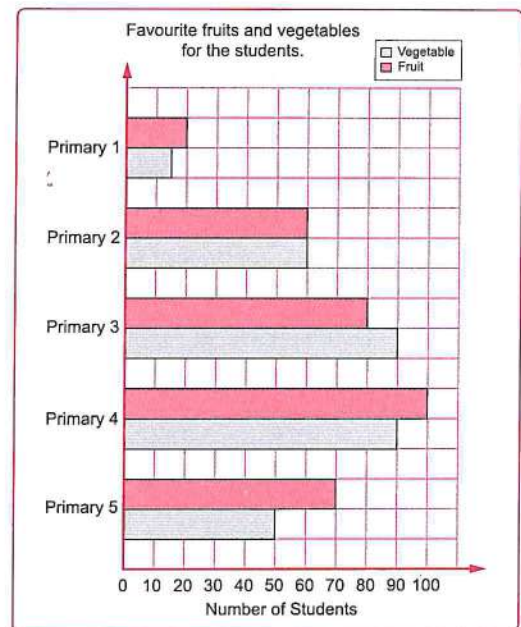 Favourite fruits and vegetables
for the students.
Vegetable
Fruit
Primary 1
Primary 2
Primary 3
Primary 4
Primary 5
0 10 20 30 40 50 60 70 80 90 100
Number of Students